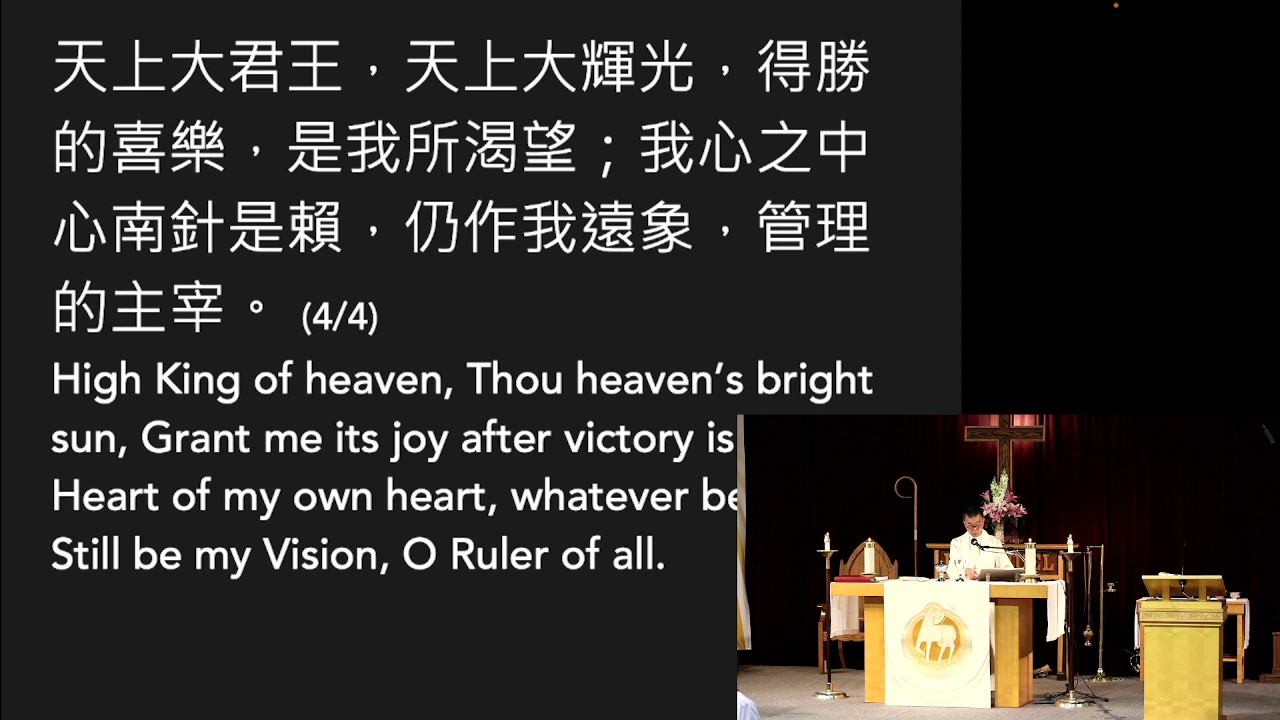 天上大君王，天上大輝光，得勝
的喜樂，是我所渴望；我心之中
心南針是賴，仍作我遠象，管理
的主宰。 (4/4)
High King of heaven, Thou heaven’s bright
sun, Grant me its joy after victory is
Heart of my own heart, whatever
Still be my Vision, O Ruler of all.